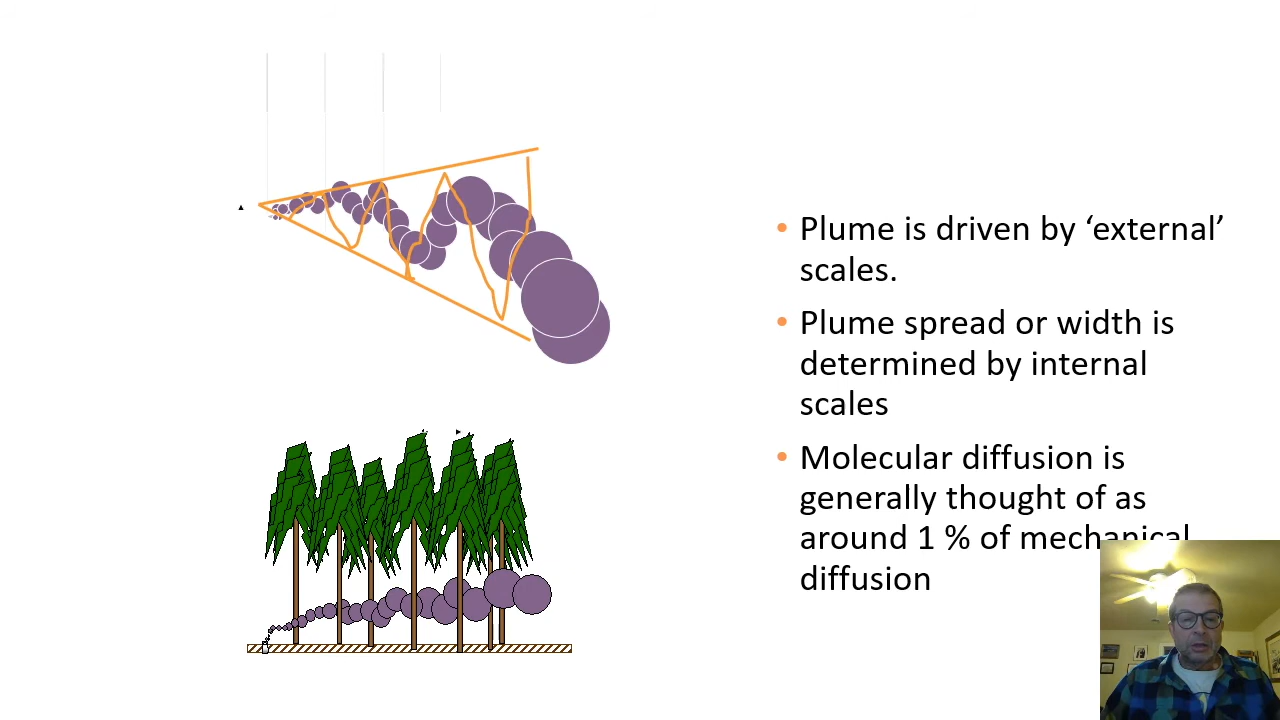 • Plume is driven by ‘external’
scales.
• Plume spread or width is
determined by internal
scales
• Molecular diffusion is
generally thought of as
around 1 % of mechanical
diffusion